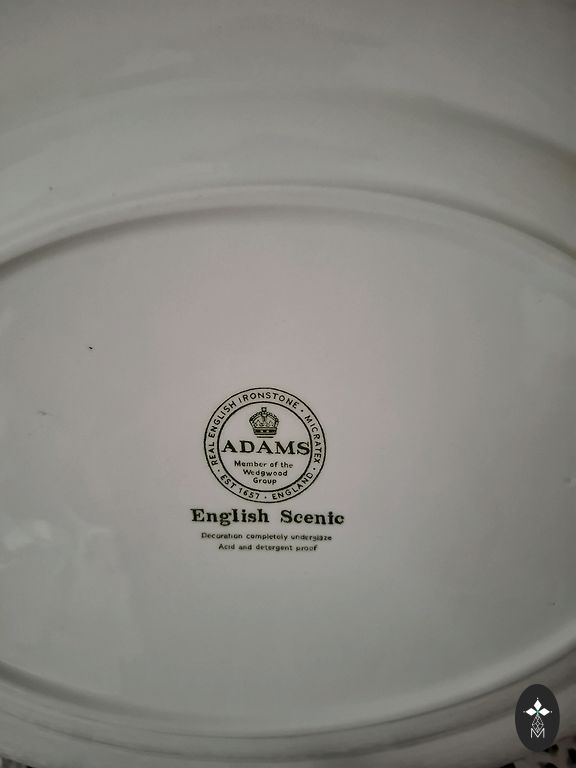 REAL ENGLISH IRONSTONE · MICRATEX
ADAMS
Member of the
Wedgwood
Group
· EST 1657 · ENGLAND ·
English Scenic
Decoration completely underglaze
Acid and detergent proof
M